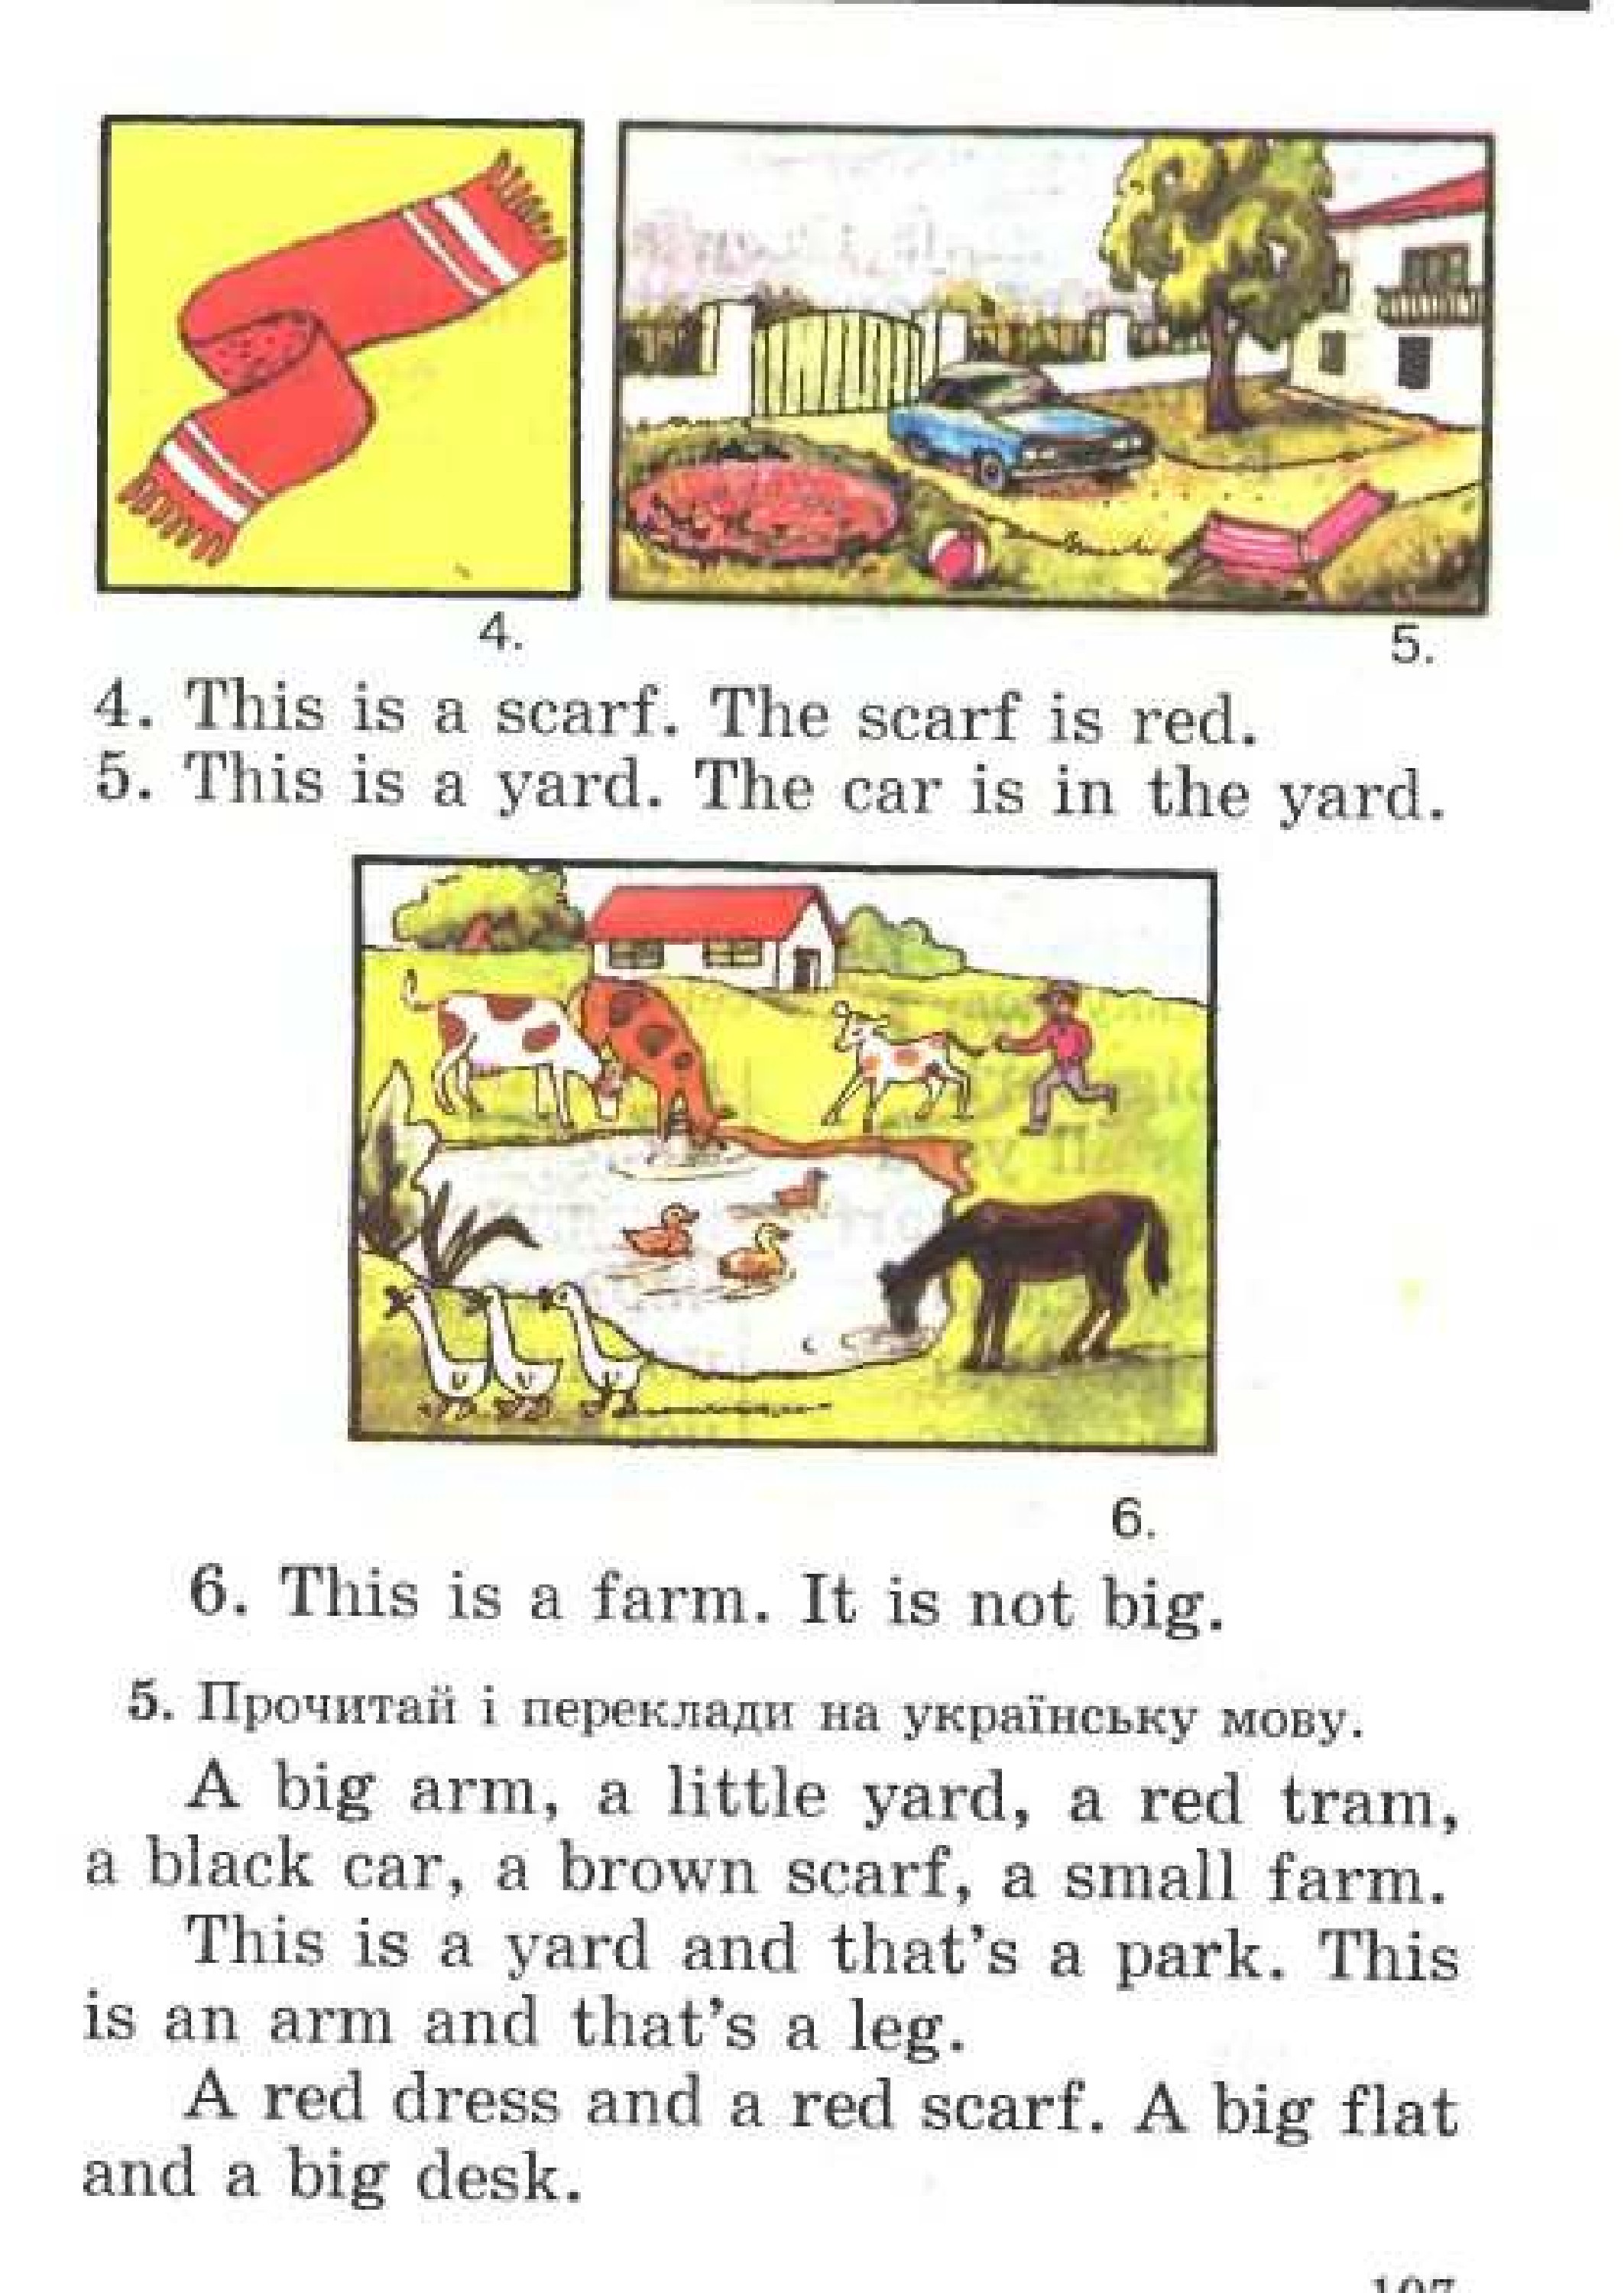 4.
5.
4. This is a scarf. The scarf is red.
5. This is a yard. The car is in the yard.
6.
6. This is a farm. It is not big.
5. Прочитай і переклади на українську мову.
A big arm, a little yard, a red tram,
a black car, a brown scarf, a small farm.
This is a yard and that's a park. This
is an arm and that's a leg.
A red dress and a red scarf. A big flat
and a big desk.
107